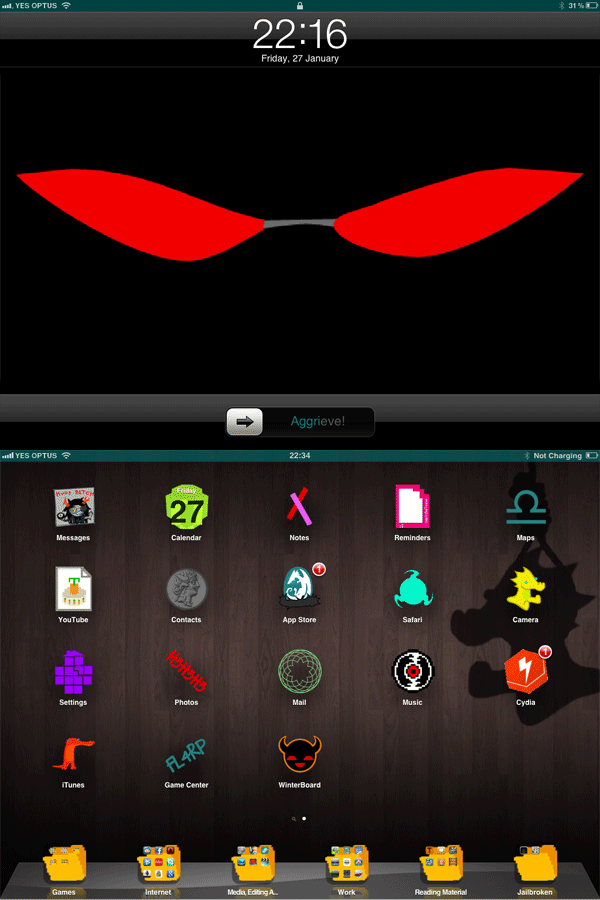 YES OPTUS 31 %
22:16
Friday, 27 January
Aggrieve!
YES OPTUS 22:34 Not Charging
Friday
27
1
1
H3H3H3
FL4RP
Messages Calendar Notes Reminders Maps
YouTube Contacts App Store Safari Camera
Settings Photos Mail Music Cydia
iTunes Game Center WinterBoard
Games Internet Media, Editing A... Work Reading Material Jailbroken